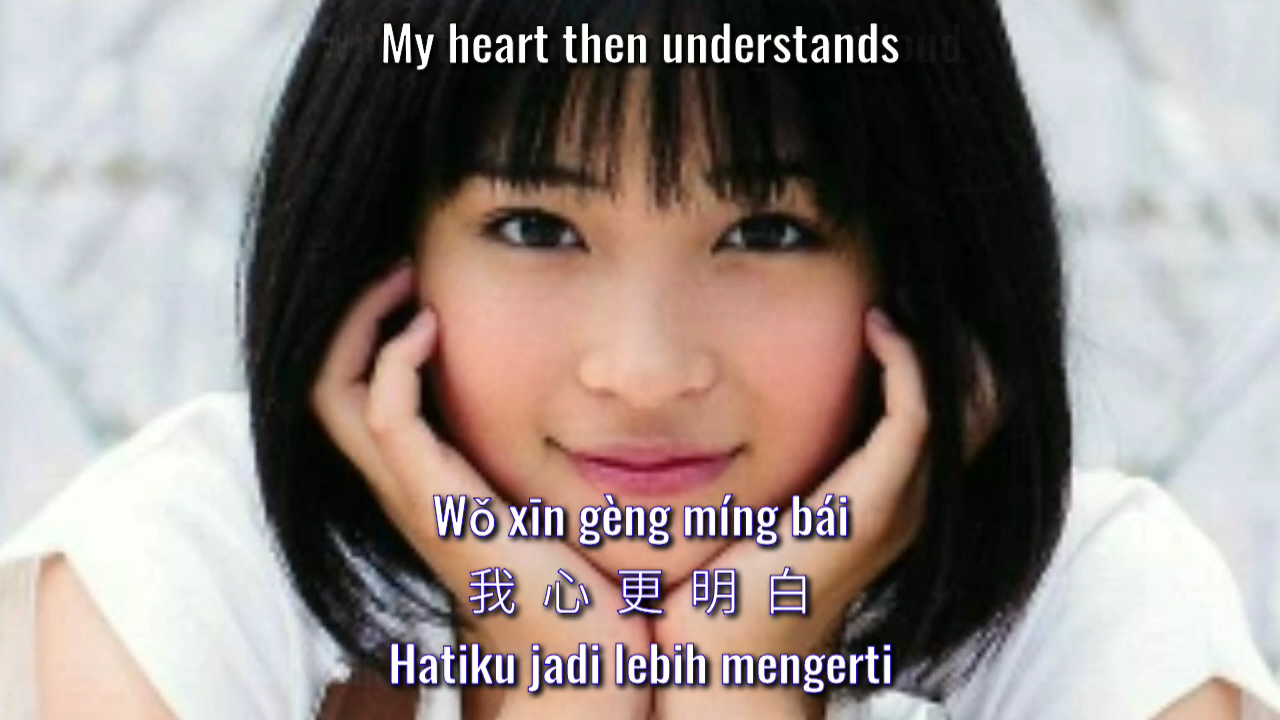 My heart then understands
Wǒ xīn gèng míng bái
我心更明白
Hatiku jadi lebih mengerti